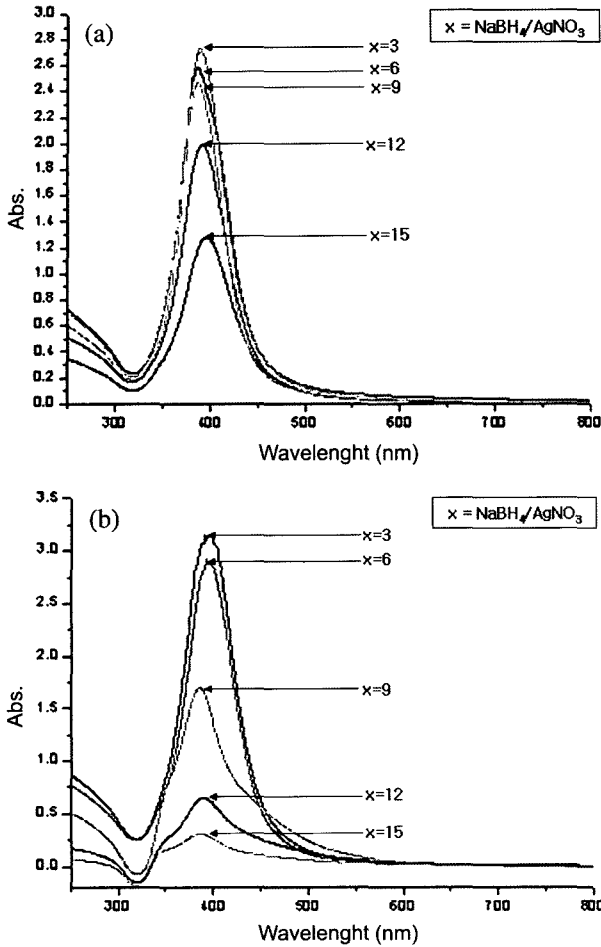 (a)
x = NaBH4/AgNO3
3.0
2.8
2.6
2.4
2.2
2.0
1.8
1.6
1.4
1.2
1.0
0.8
0.6
0.4
0.2
0.0
x=3
x=6
x=9
x=12
x=15
Abs.
300 400 500 600 700 800
Wavelenght (nm)
(b)
x = NaBH4/AgNO3
3.5
3.0
2.5
2.0
1.5
1.0
0.5
0.0
x=3
x=6
x=9
x=12
x=15
Abs.
300 400 500 600 700 800
Wavelenght (nm)